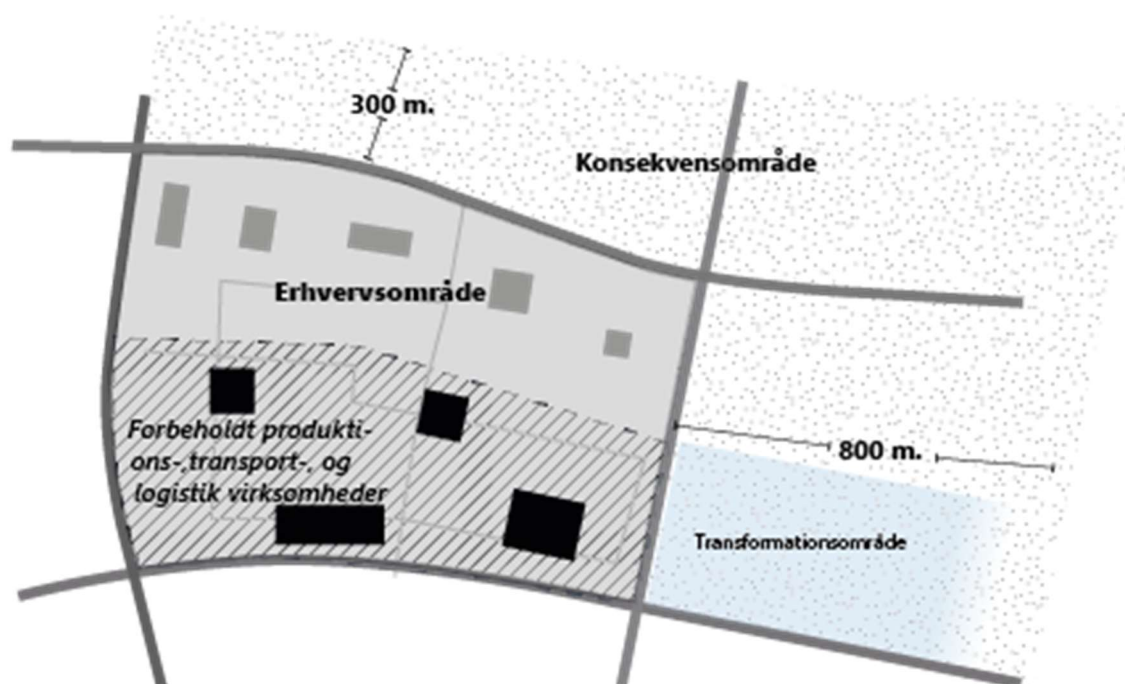 300 m.
Konsekvensområde
Erhvervsområde
Forbeholdt produkti-
ons-,transport-, og
logistik virksomheder
800 m.
Transformationsområde